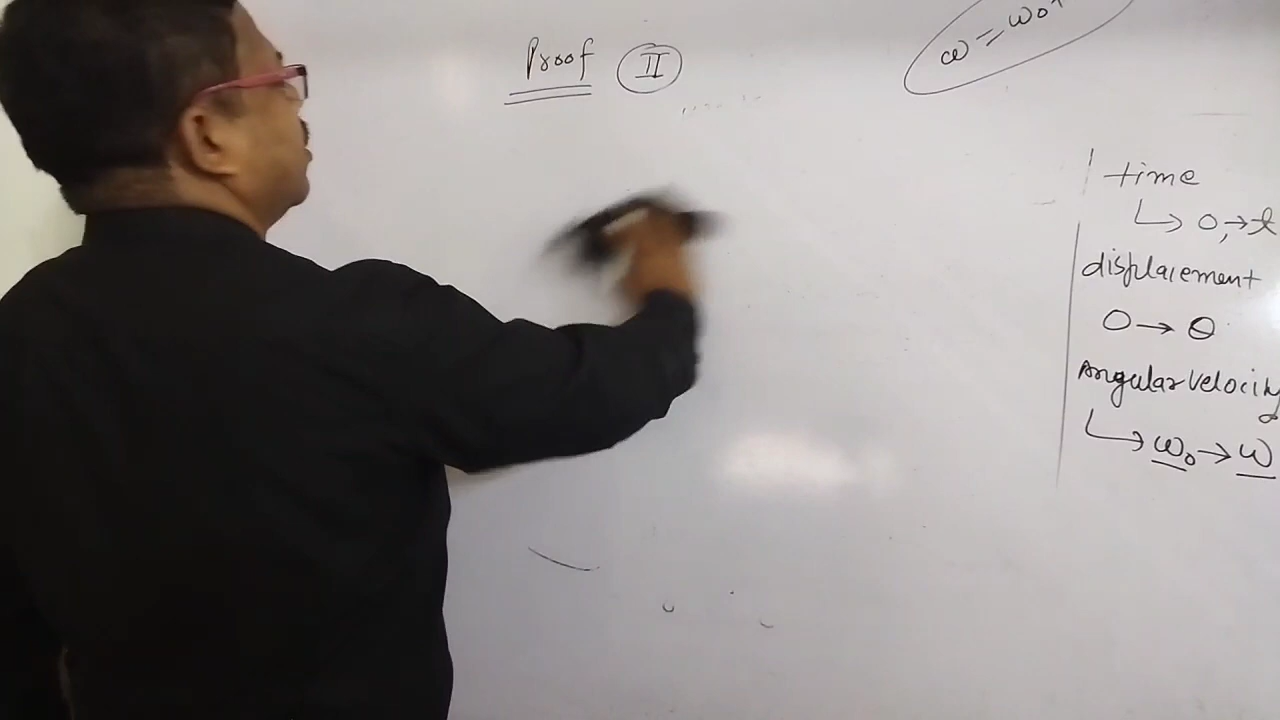 Proof II
ω = ω₀+
time
↳ 0, → t
displacement
0 → θ
Angular velocity
↳ ω₀ → ω